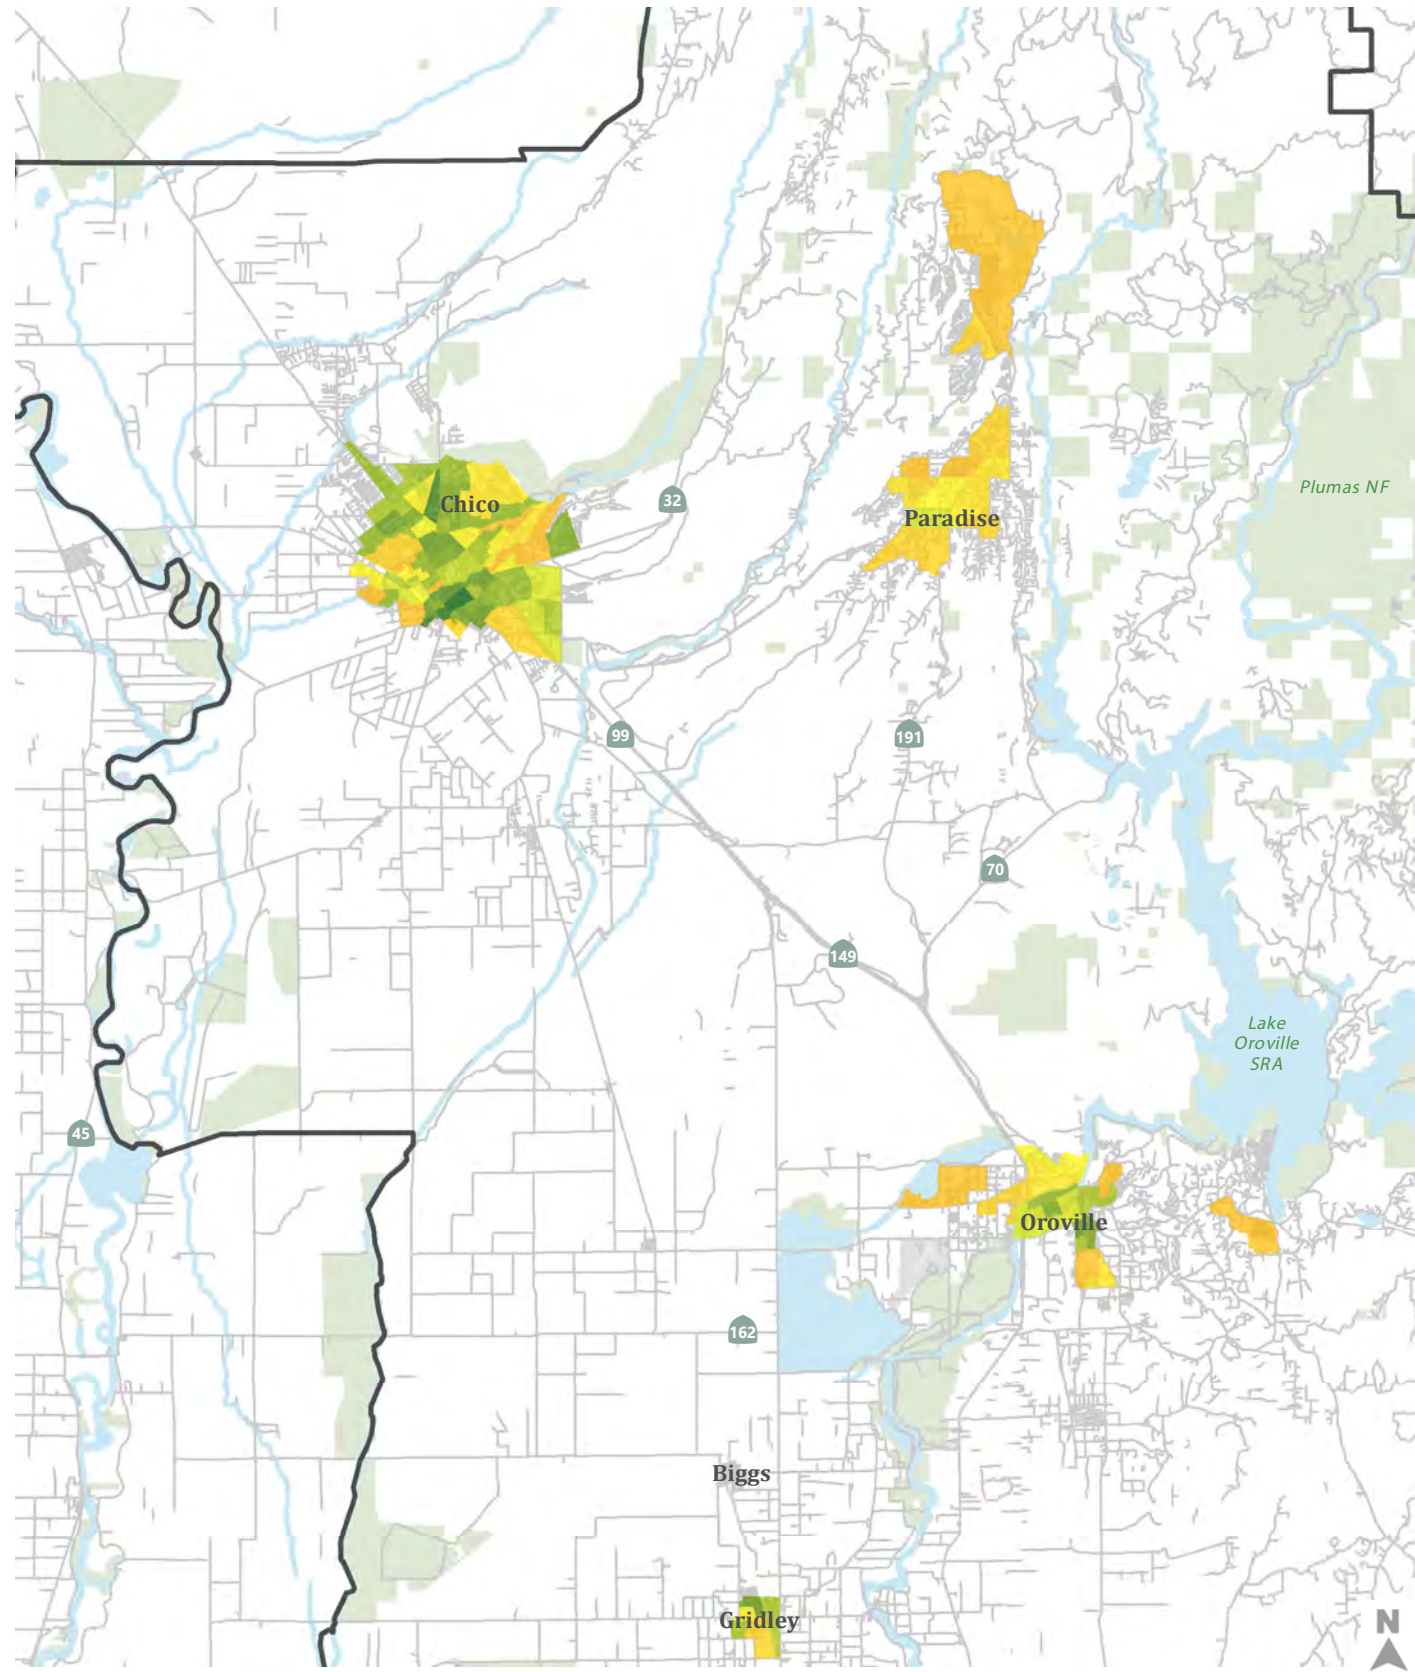 Plumas NF
32
Chico
Paradise
99
191
70
149
Lake
Oroville
SRA
45
Oroville
162
Biggs
Gridley
N